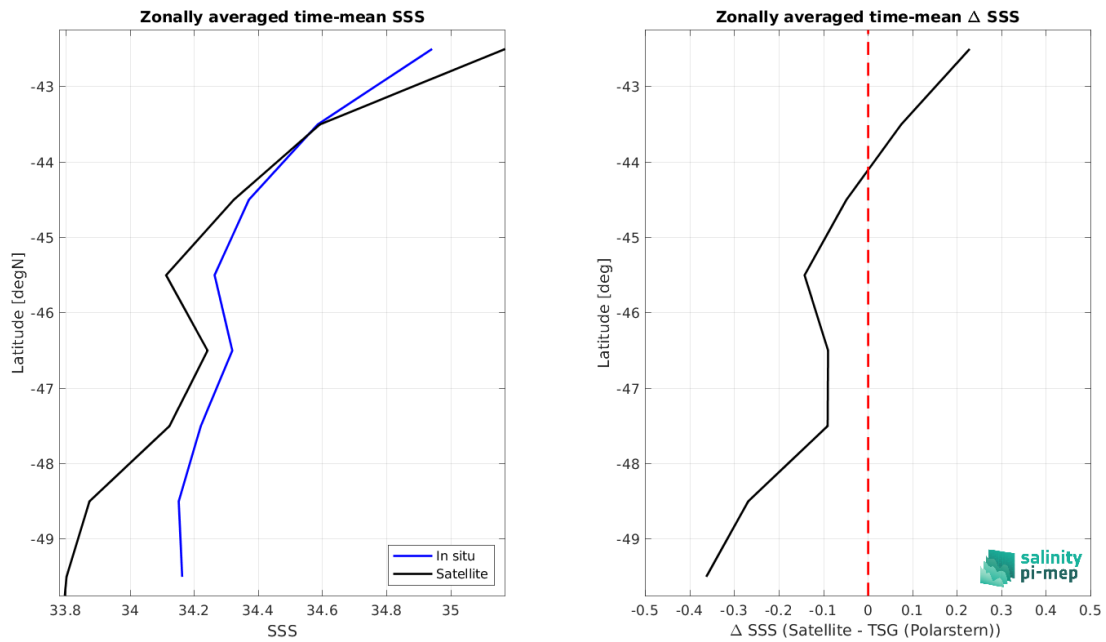 Zonally averaged time-mean SSS
-43
-44
-45
-46
-47
-48
-49
Latitude [degN]
33.8 34 34.2 34.4 34.6 34.8 35
SSS
In situ
Satellite
Zonally averaged time-mean Δ SSS
-43
-44
-45
-46
-47
-48
-49
Latitude [deg]
-0.5 -0.4 -0.3 -0.2 -0.1 0 0.1 0.2 0.3 0.4 0.5
Δ SSS (Satellite - TSG (Polarstern))
salinity
pi-mep